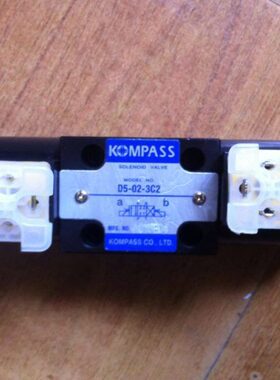 KOMPASS
SOLENOID VALVE
MODEL NO.
D5-02-3C2
a b
MFG. NO.
KOMPASS CO., LTD.